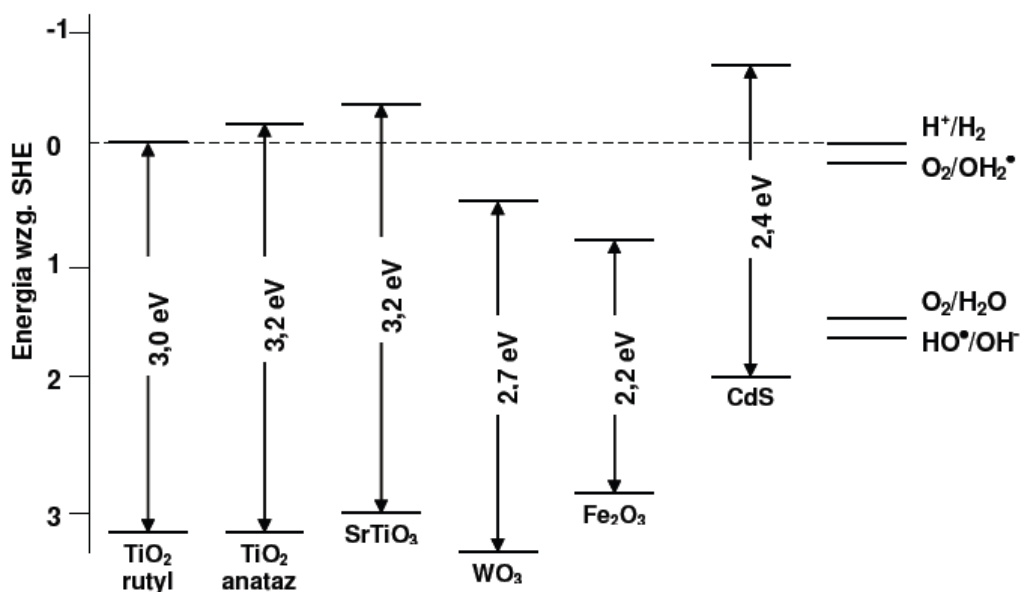 -1
0
1
2
3
Energia wzg. SHE
3,0 eV
3,2 eV
3,2 eV
2,7 eV
2,2 eV
2,4 eV
TiO₂
rutyl
TiO₂
anataz
SrTiO₃
WO₃
Fe₂O₃
CdS
H⁺/H₂
O₂/OH₂•
O₂/H₂O
HO•/OH⁻